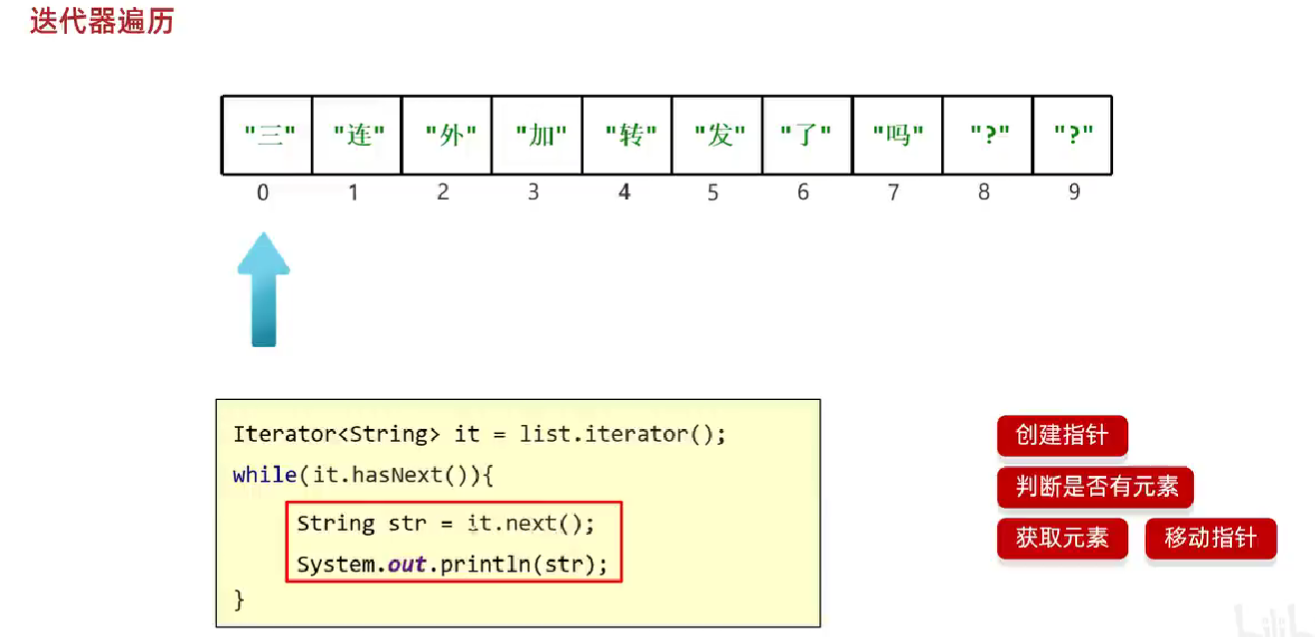 迭代器遍历
"三" "连" "外" "加" "转" "发" "了" "吗" "?" "?"
0 1 2 3 4 5 6 7 8 9
Iterator<String> it = list.iterator();
while(it.hasNext()){
String str = it.next();
System.out.println(str);
}
创建指针
判断是否有元素
获取元素 移动指针